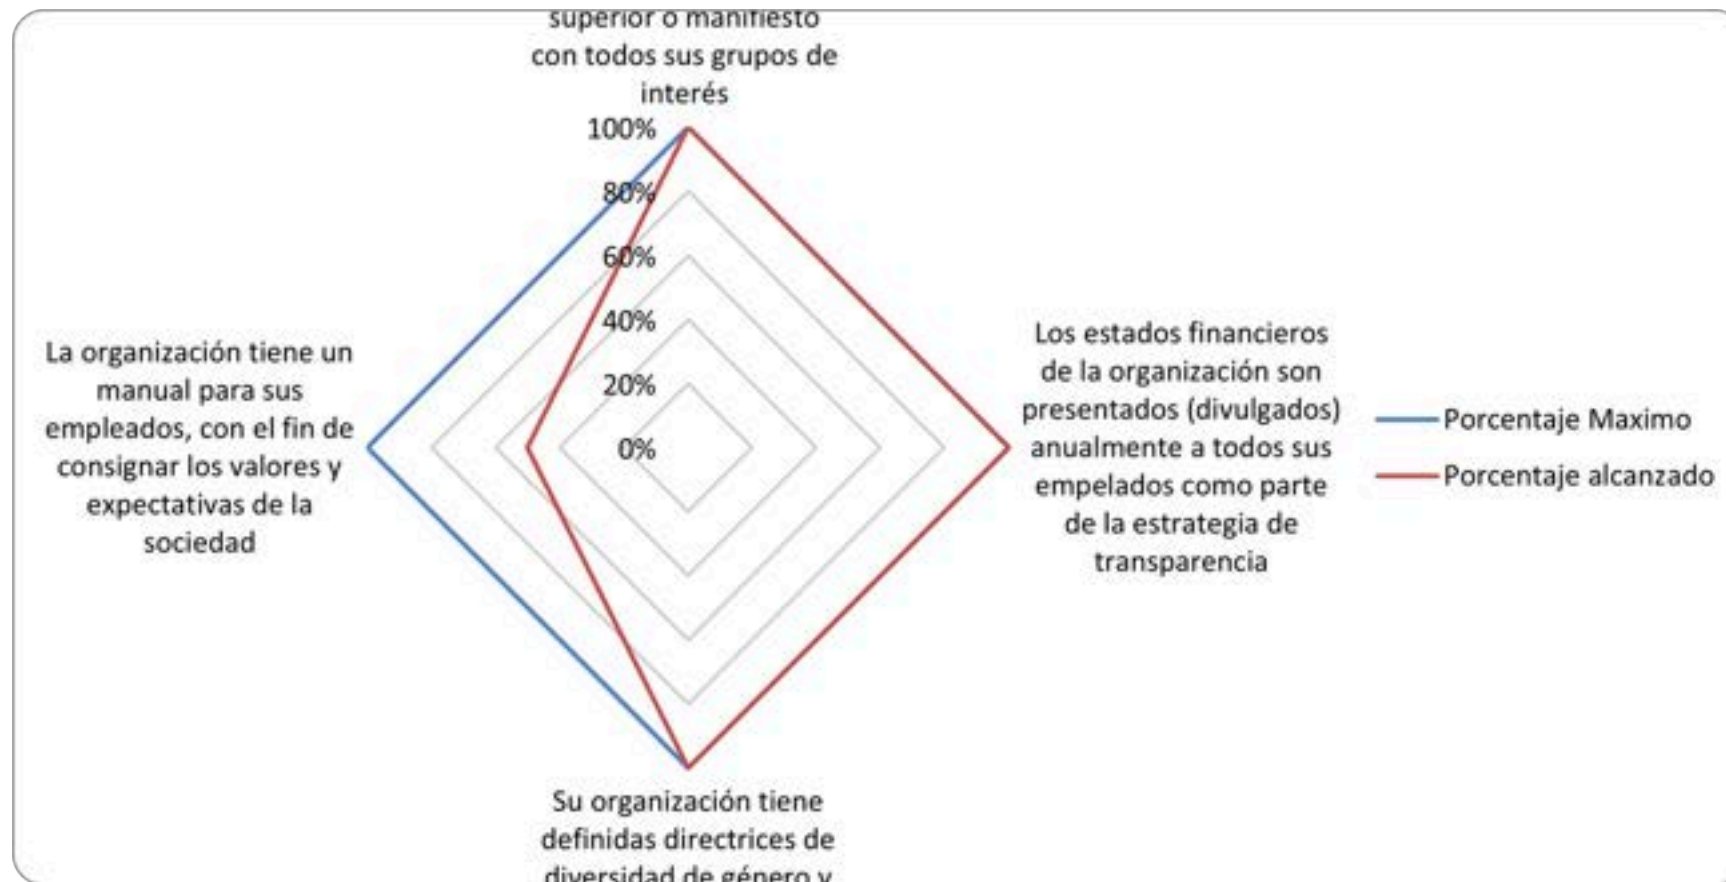 superior o manifiesto
con todos sus grupos de
interés
100%
80%
60%
40%
20%
0%
La organización tiene un
manual para sus
empleados, con el fin de
consignar los valores y
expectativas de la
sociedad
Los estados financieros
de la organización son
presentados (divulgados)
anualmente a todos sus
empelados como parte
de la estrategia de
transparencia
Porcentaje Maximo
Porcentaje alcanzado
Su organización tiene
definidas directrices de
diversidad de género y